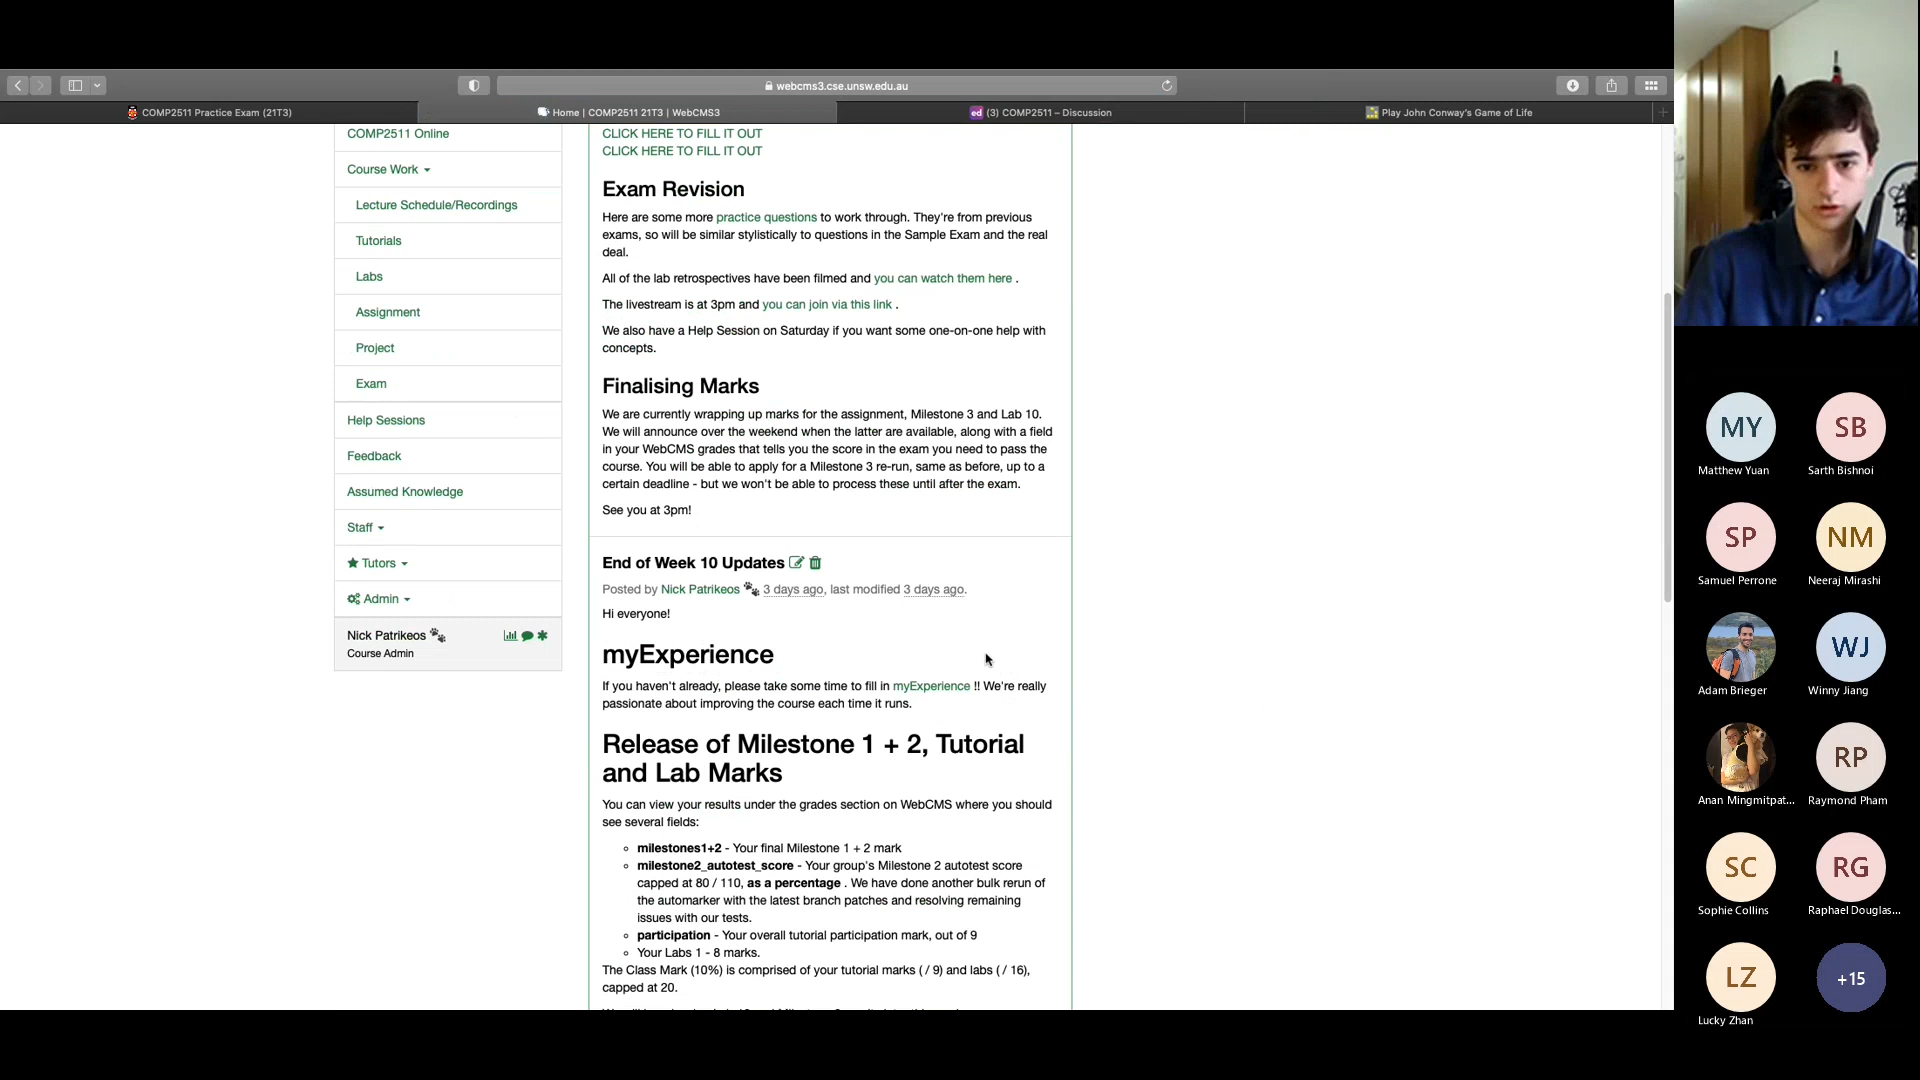 webcms3.cse.unsw.edu.au
COMP2511 Practice Exam (21T3)
Home | COMP2511 21T3 | WebCMS3
(3) COMP2511 – Discussion
Play John Conway's Game of Life
COMP2511 Online
Course Work
Lecture Schedule/Recordings
Tutorials
Labs
Assignment
Project
Exam
Help Sessions
Feedback
Assumed Knowledge
Staff
Tutors
Admin
Nick Patrikeos
Course Admin
CLICK HERE TO FILL IT OUT
CLICK HERE TO FILL IT OUT
Exam Revision
Here are some more practice questions to work through. They're from previous
exams, so will be similar stylistically to questions in the Sample Exam and the real
deal.
All of the lab retrospectives have been filmed and you can watch them here .
The livestream is at 3pm and you can join via this link .
We also have a Help Session on Saturday if you want some one-on-one help with
concepts.
Finalising Marks
We are currently wrapping up marks for the assignment, Milestone 3 and Lab 10.
We will announce over the weekend when the latter are available, along with a field
in your WebCMS grades that tells you the score in the exam you need to pass the
course. You will be able to apply for a Milestone 3 re-run, same as before, up to a
certain deadline - but we won't be able to process these until after the exam.
See you at 3pm!
End of Week 10 Updates
Posted by Nick Patrikeos 3 days ago, last modified 3 days ago.
Hi everyone!
myExperience
If you haven't already, please take some time to fill in myExperience !! We're really
passionate about improving the course each time it runs.
Release of Milestone 1 + 2, Tutorial
and Lab Marks
You can view your results under the grades section on WebCMS where you should
see several fields:
milestones1+2 - Your final Milestone 1 + 2 mark
milestone2_autotest_score - Your group's Milestone 2 autotest score
capped at 80 / 110, as a percentage . We have done another bulk rerun of
the automarker with the latest branch patches and resolving remaining
issues with our tests.
participation - Your overall tutorial participation mark, out of 9
Your Labs 1 - 8 marks.
The Class Mark (10%) is comprised of your tutorial marks ( / 9) and labs ( / 16),
capped at 20.
MY
Matthew Yuan
SB
Sarth Bishnoi
SP
Samuel Perrone
NM
Neeraj Mirashi
Adam Brieger
WJ
Winny Jiang
Anan Mingmitpat...
RP
Raymond Pham
SC
Sophie Collins
RG
Raphael Douglas...
LZ
Lucky Zhan
+15